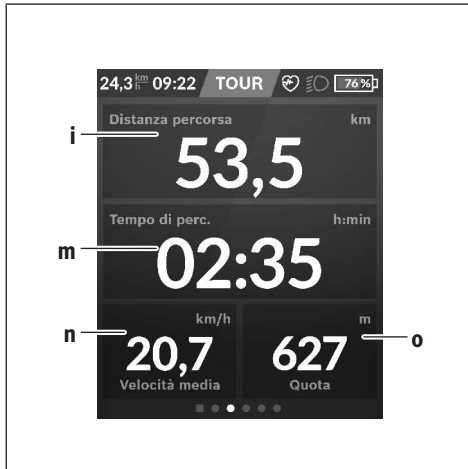 24,3 km/h 09:22 TOUR 76 %
Distanza percorsa km
i
53,5
Tempo di perc. h:min
m
02:35
km/h m
n
o
20,7 627
Velocità media Quota